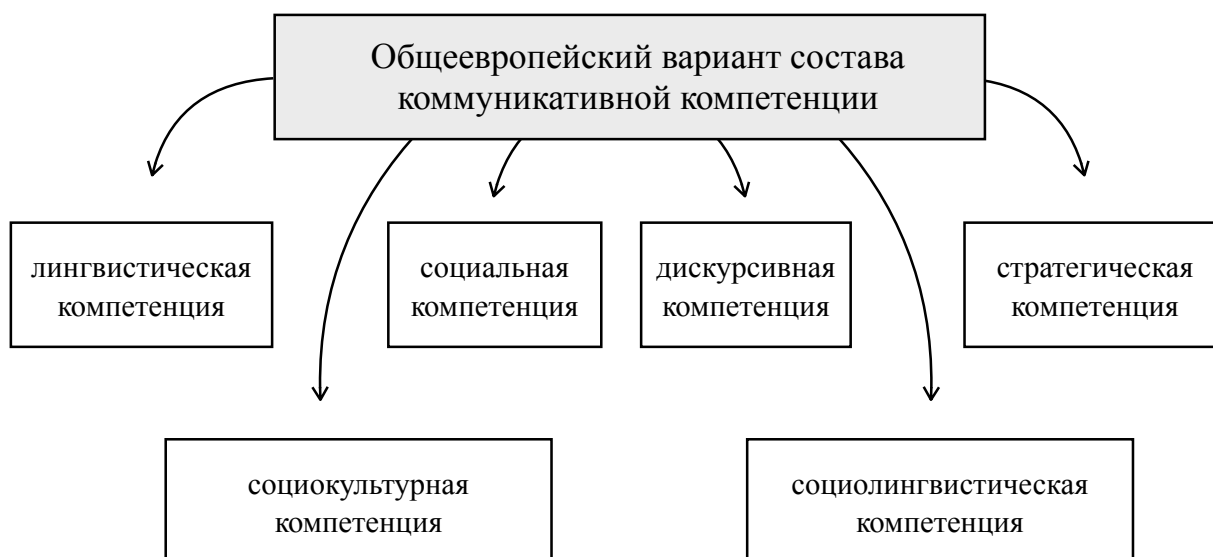 Общеевропейский вариант состава
коммуникативной компетенции
лингвистическая
компетенция
социальная
компетенция
дискурсивная
компетенция
стратегическая
компетенция
социокультурная
компетенция
социолингвистическая
компетенция